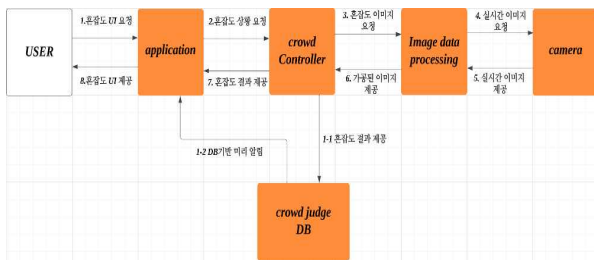 1.혼잡도 UI 요청
2.혼잡도 상황 요청
3. 혼잡도 이미지
요청
4. 실시간 이미지
요청
USER
application
crowd
Controller
Image data
processing
camera
8.혼잡도 UI 제공
7. 혼잡도 결과 제공
6. 가공된 이미지
제공
5. 실시간 이미지
제공
1-1 혼잡도 결과 제공
1-2 DB기반 미리 알림
crowd judge
DB